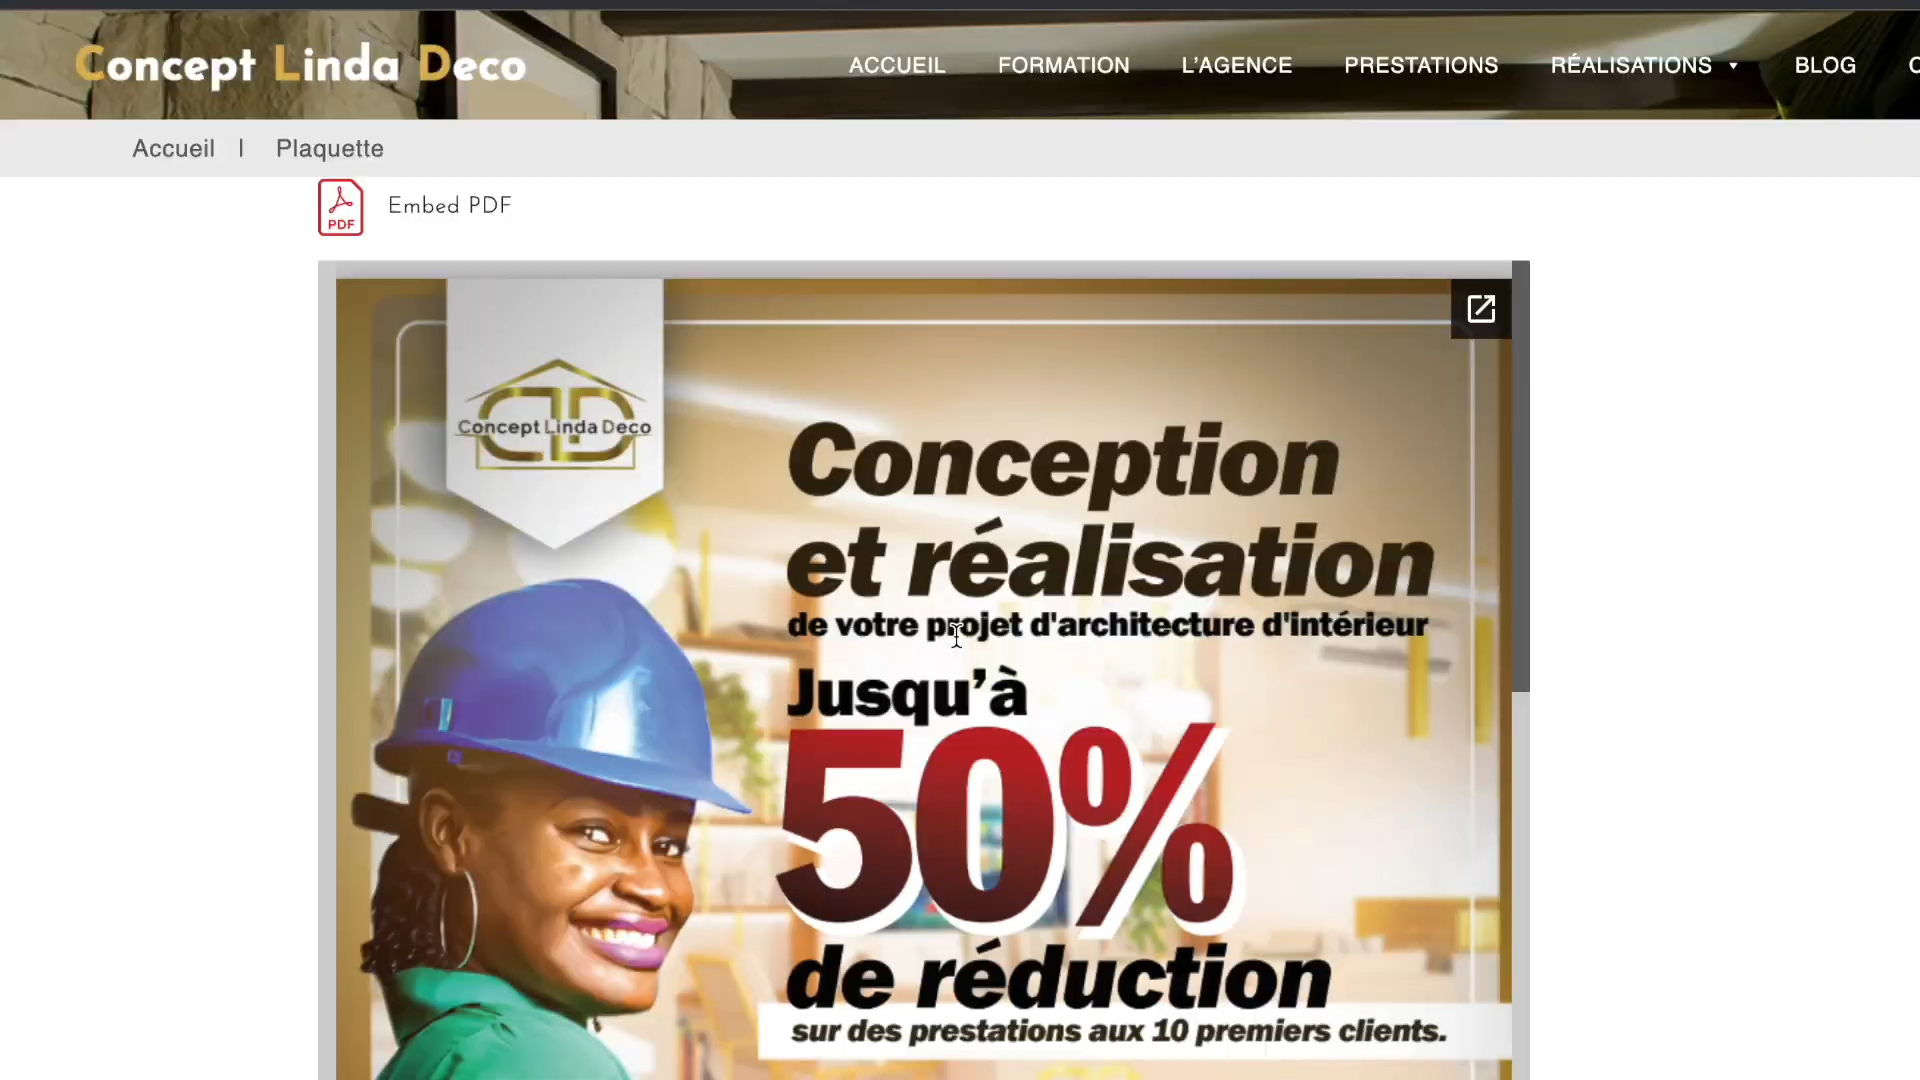 Concept Linda Deco
ACCUEIL FORMATION L'AGENCE PRESTATIONS RÉALISATIONS BLOG
Accueil | Plaquette
PDF
Embed PDF
Concept Linda Deco
Conception
et réalisation
de votre projet d'architecture d'intérieur
Jusqu'à
50%
de réduction
sur des prestations aux 10 premiers clients.